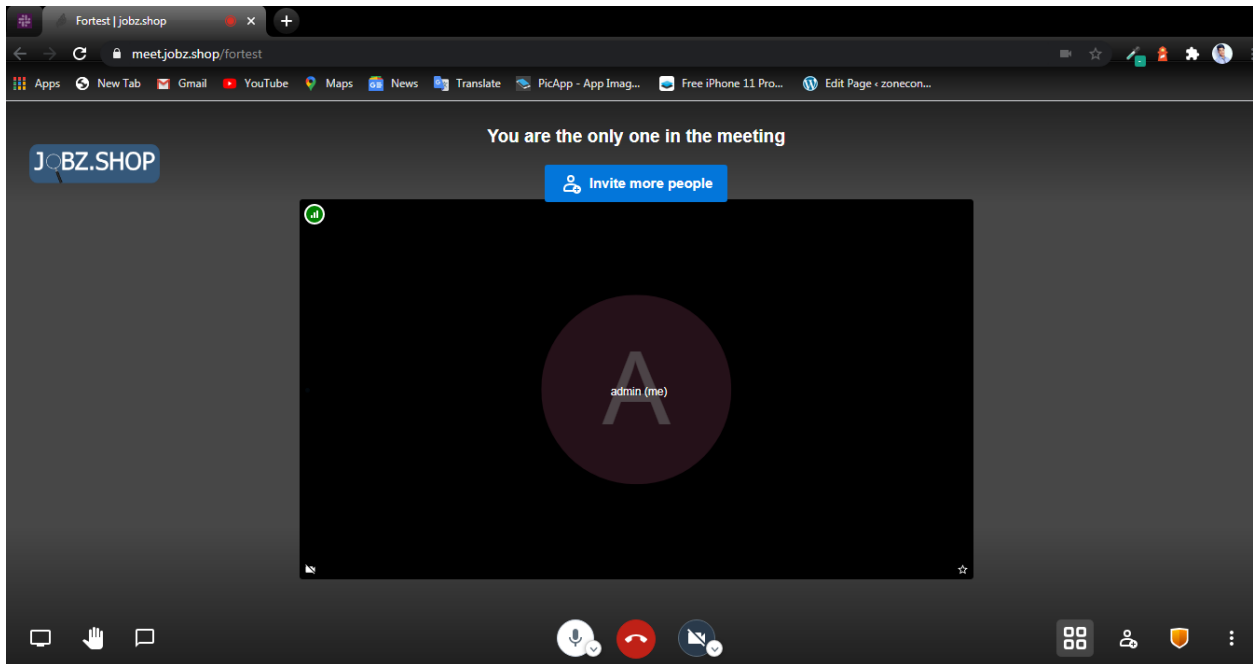 Fortest | jobz.shop
meet.jobz.shop/fortest
Apps New Tab Gmail YouTube Maps News Translate PicApp - App Imag... Free iPhone 11 Pro... Edit Page ‹ zonecon...
You are the only one in the meeting
JOBZ.SHOP
Invite more people
A
admin (me)